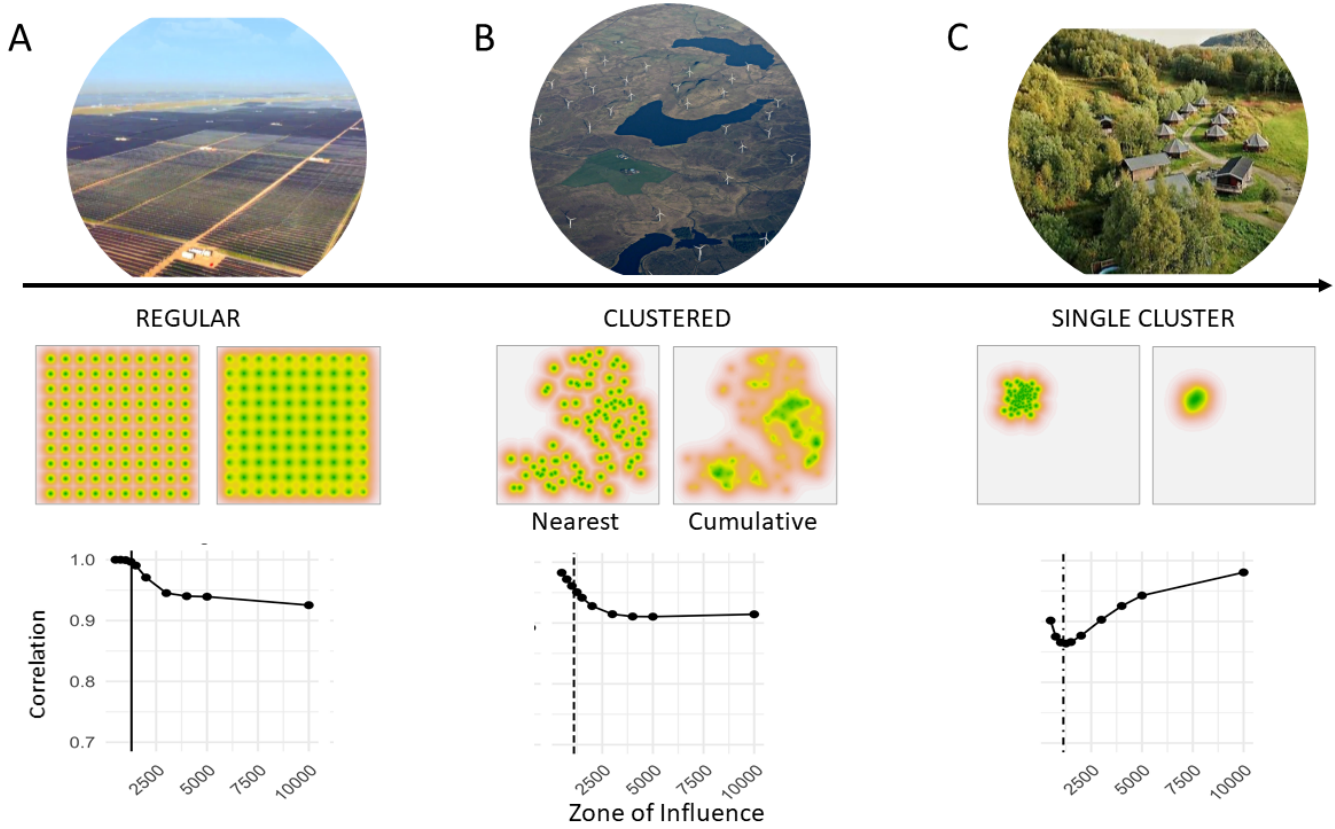 A
B
C
REGULAR
CLUSTERED
SINGLE CLUSTER
Nearest
Cumulative
Correlation
1.0
0.9
0.8
0.7
2500
5000
7500
10000
2500
5000
7500
10000
2500
5000
7500
10000
Zone of Influence